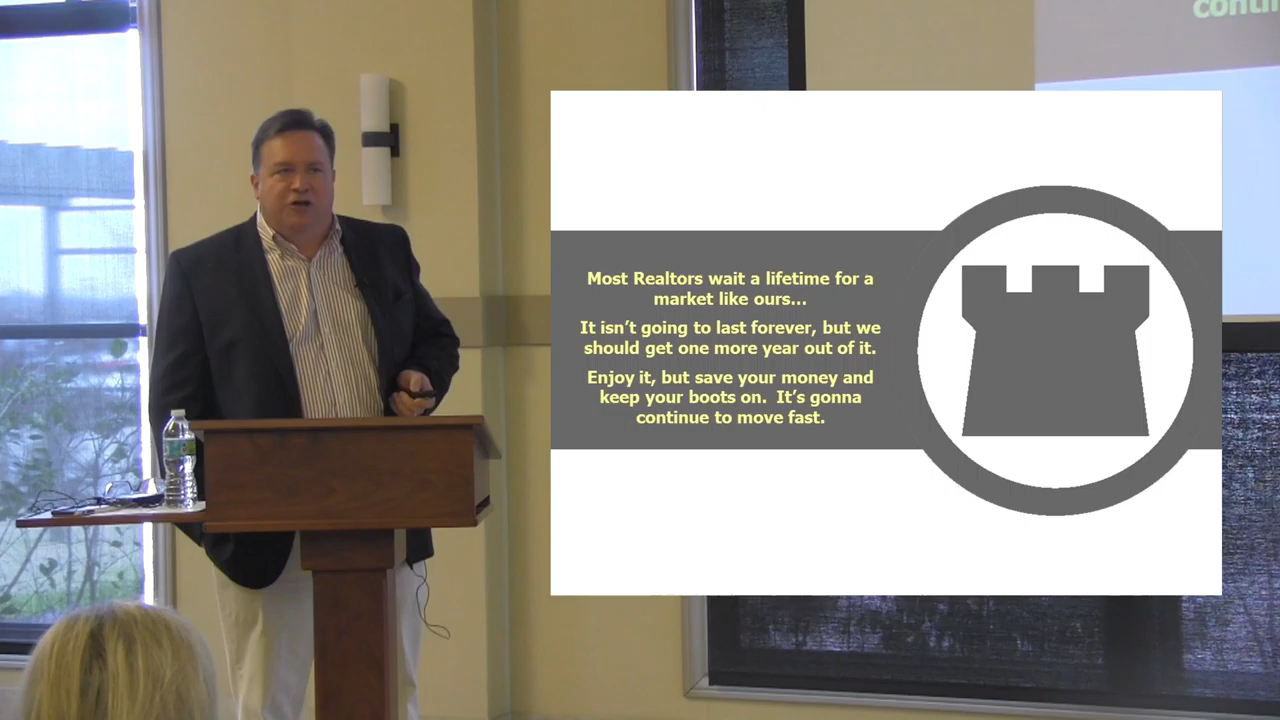 contin
Most Realtors wait a lifetime for a
market like ours...
It isn't going to last forever, but we
should get one more year out of it.
Enjoy it, but save your money and
keep your boots on.  It's gonna
continue to move fast.